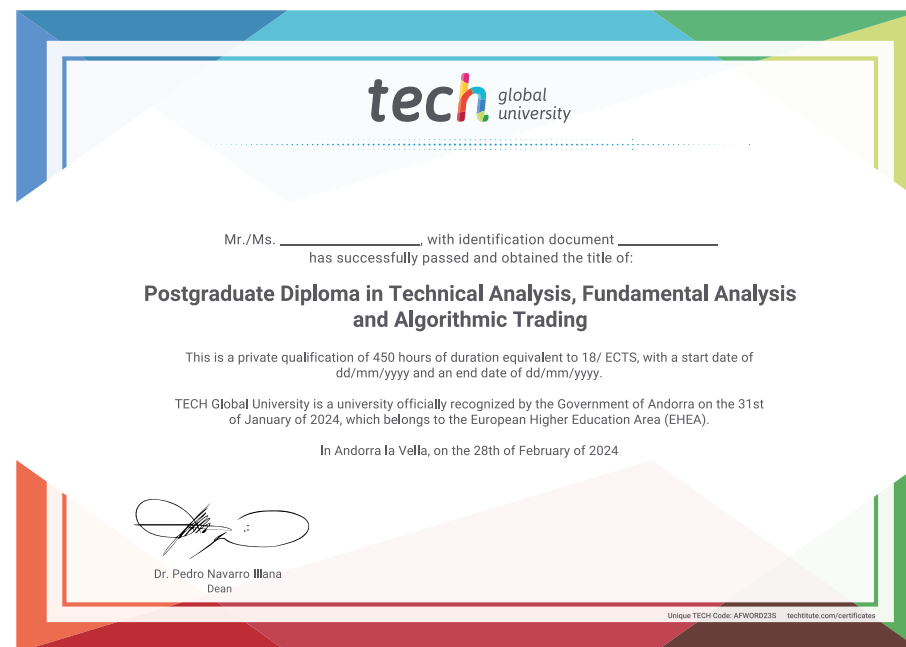 tech global university
Mr./Ms. ____________, with identification document ____________
has successfully passed and obtained the title of:
Postgraduate Diploma in Technical Analysis, Fundamental Analysis
and Algorithmic Trading
This is a private qualification of 450 hours of duration equivalent to 18/ ECTS, with a start date of
dd/mm/yyyy and an end date of dd/mm/yyyy.
TECH Global University is a university officially recognized by the Government of Andorra on the 31st
of January of 2024, which belongs to the European Higher Education Area (EHEA).
In Andorra la Vella, on the 28th of February of 2024
Dr. Pedro Navarro Illana
Dean
Unique TECH Code: AFWORD23S techtitute.com/certificates